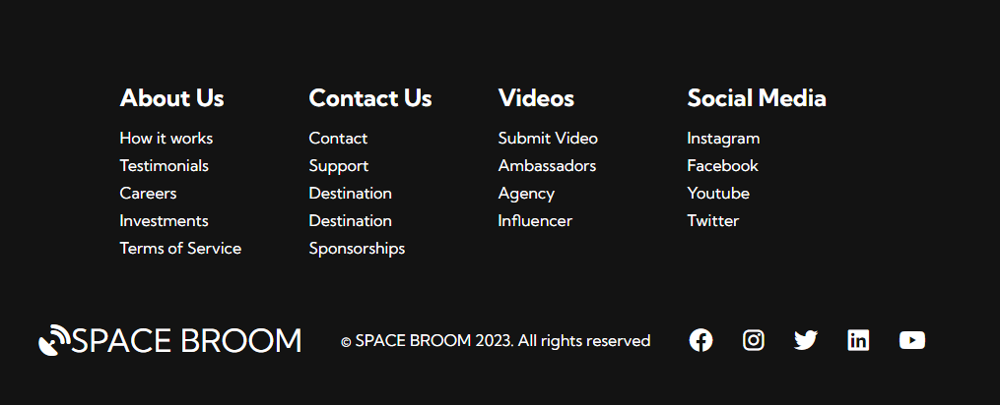 About Us
How it works
Testimonials
Careers
Investments
Terms of Service
Contact Us
Contact
Support
Destination
Destination
Sponsorships
Videos
Submit Video
Ambassadors
Agency
Influencer
Social Media
Instagram
Facebook
Youtube
Twitter
SPACE BROOM
© SPACE BROOM 2023. All rights reserved